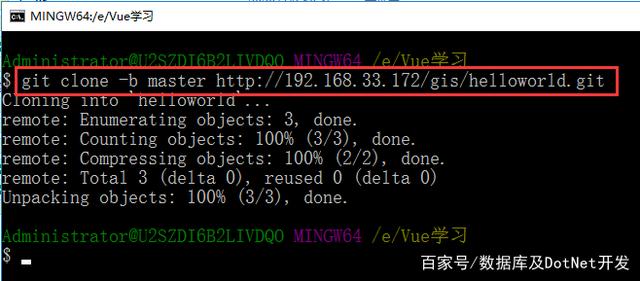 MINGW64:/e/Vue学习
Administrator@U2SZDI6B2LIVDQO MINGW64 /e/Vue学习
$ git clone -b master http://192.168.33.172/gis/helloworld.git
Cloning into 'helloworld'...
remote: Enumerating objects: 3, done.
remote: Counting objects: 100% (3/3), done.
remote: Compressing objects: 100% (2/2), done.
remote: Total 3 (delta 0), reused 0 (delta 0)
Unpacking objects: 100% (3/3), done.
Administrator@U2SZDI6B2LIVDQO MINGW64 /e/Vue学习
$
百家号/数据库及DotNet开发